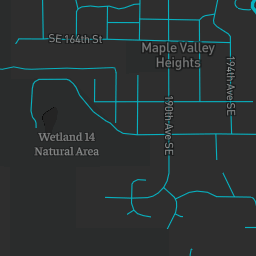 SE 164th St
Maple Valley
Heights
194th Ave SE
190th Ave SE
Wetland 14
Natural Area